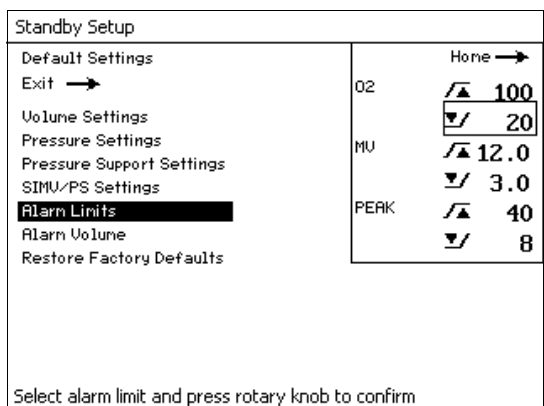 Standby Setup
Default Settings
Exit
Volume Settings
Pressure Settings
Pressure Support Settings
SIMV/PS Settings
Alarm Limits
Alarm Volume
Restore Factory Defaults
Home
O2 100
20
MV 12.0
3.0
PEAK 40
8
Select alarm limit and press rotary knob to confirm